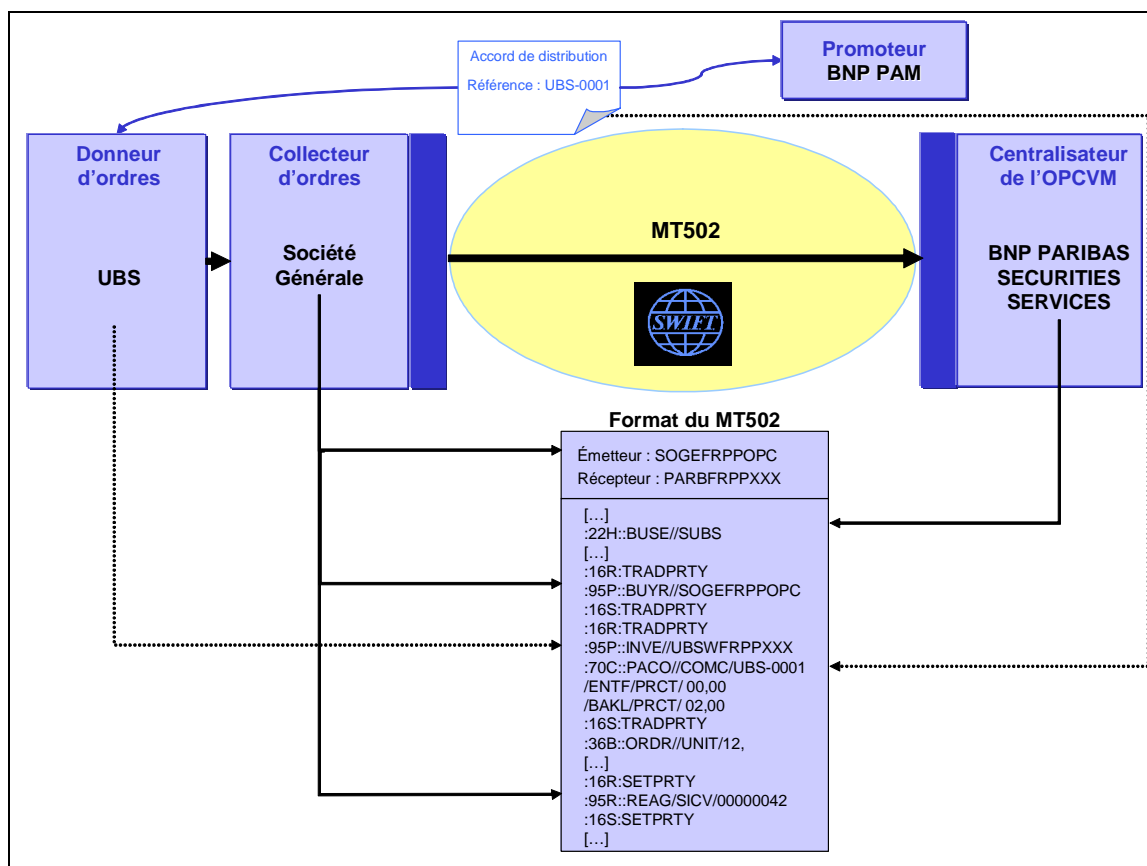 Accord de distribution
Référence : UBS-0001
Promoteur
BNP PAM
Donneur
d'ordres
UBS
Collecteur
d'ordres
Société
Générale
MT502
SWIFT
Centralisateur
de l'OPCVM
BNP PARIBAS
SECURITIES
SERVICES
Format du MT502
Émetteur : SOGEFRPPOPC
Récepteur : PARBFRPPXXX
[…]
:22H::BUSE//SUBS
[…]
:16R:TRADPRTY
:95P::BUYR//SOGEFRPPOPC
:16S:TRADPRTY
:16R:TRADPRTY
:95P::INVE//UBSWFRPPXXX
:70C::PACO//COMC/UBS-0001
/ENTF/PRCT/ 00,00
/BAKL/PRCT/ 02,00
:16S:TRADPRTY
:36B::ORDR//UNIT/12,
[…]
:16R:SETPRTY
:95R::REAG/SICV/00000042
:16S:SETPRTY
[…]